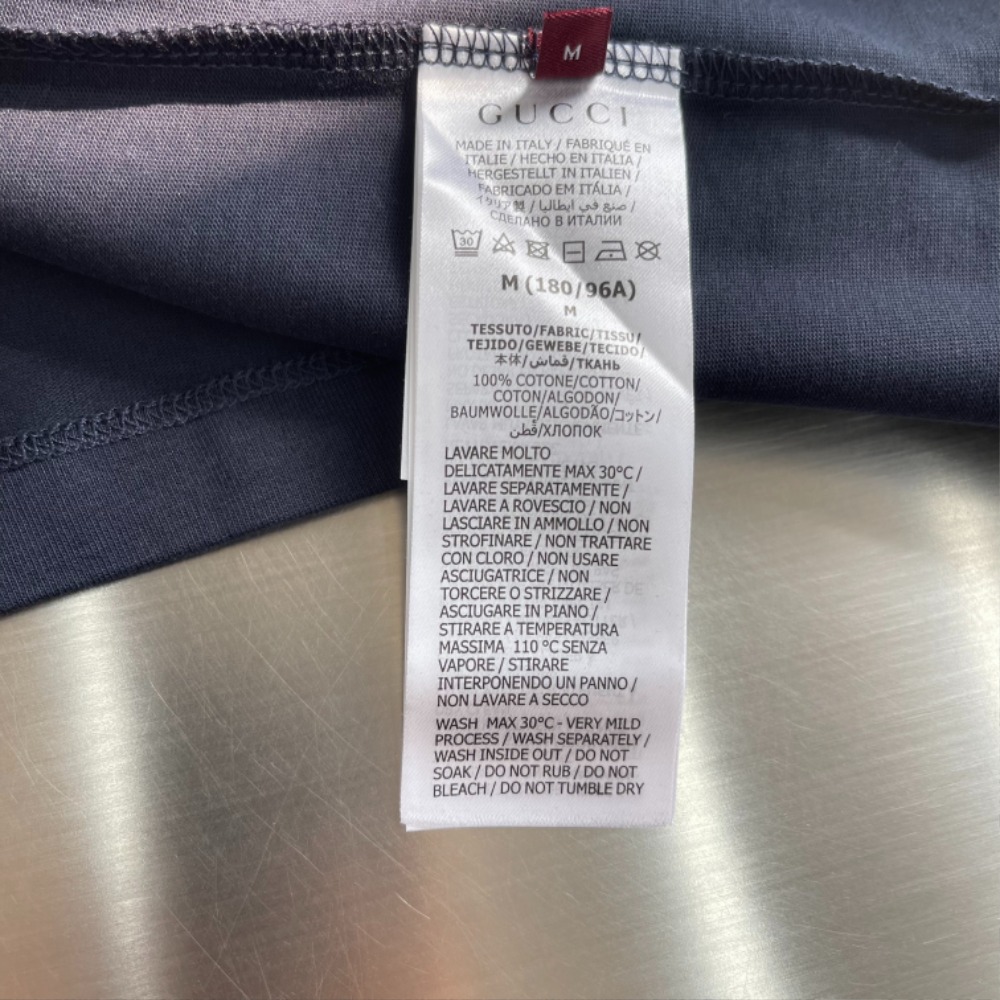 M
GUCCI
MADE IN ITALY / FABRIQUÉ EN
ITALIE / HECHO EN ITALIA /
HERGESTELLT IN ITALIEN /
FABRICADO EM ITÁLIA /
イタリア製 / صنع في ايطاليا /
СДЕЛАНО В ИТАЛИИ
30
M (180/96A)
M
TESSUTO/FABRIC/TISSU/
TEJIDO/GEWEBE/TECIDO/
本体/قماش/ТКАНЬ
100% COTONE/COTTON/
COTON/ALGODON/
BAUMWOLLE/ALGODÃO/コットン/
قطن/ХЛОПОК
LAVARE MOLTO
DELICATAMENTE MAX 30°C /
LAVARE SEPARATAMENTE /
LAVARE A ROVESCIO / NON
LASCIARE IN AMMOLLO / NON
STROFINARE / NON TRATTARE
CON CLORO / NON USARE
ASCIUGATRICE / NON
TORCERE O STRIZZARE /
ASCIUGARE IN PIANO /
STIRARE A TEMPERATURA
MASSIMA 110 °C SENZA
VAPORE / STIRARE
INTERPONENDO UN PANNO /
NON LAVARE A SECCO
WASH MAX 30°C - VERY MILD
PROCESS / WASH SEPARATELY /
WASH INSIDE OUT / DO NOT
SOAK / DO NOT RUB / DO NOT
BLEACH / DO NOT TUMBLE DRY